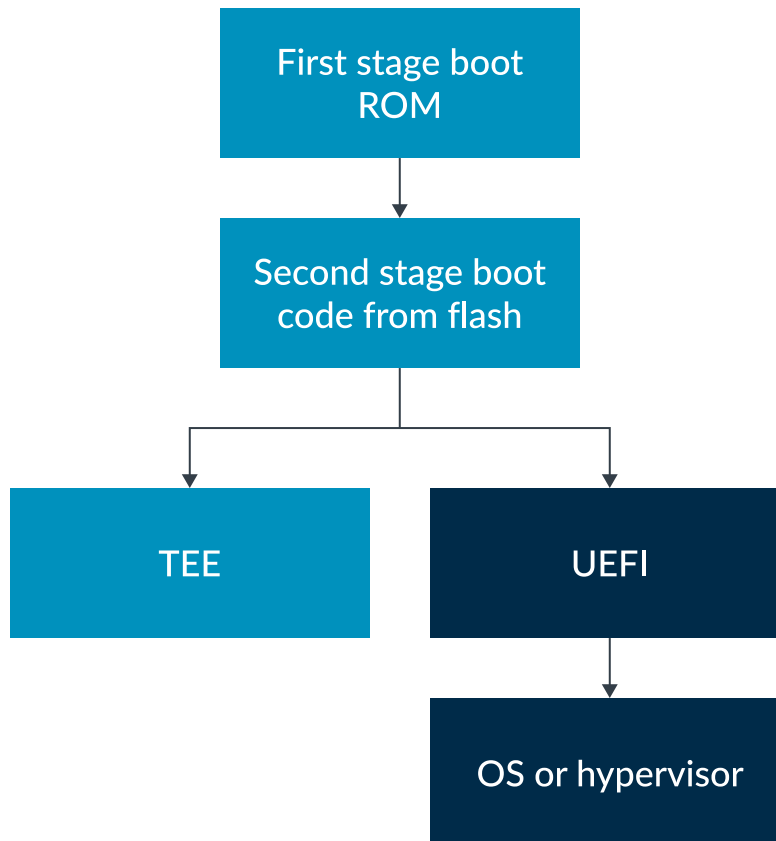 First stage boot
ROM
Second stage boot
code from flash
TEE
UEFI
OS or hypervisor